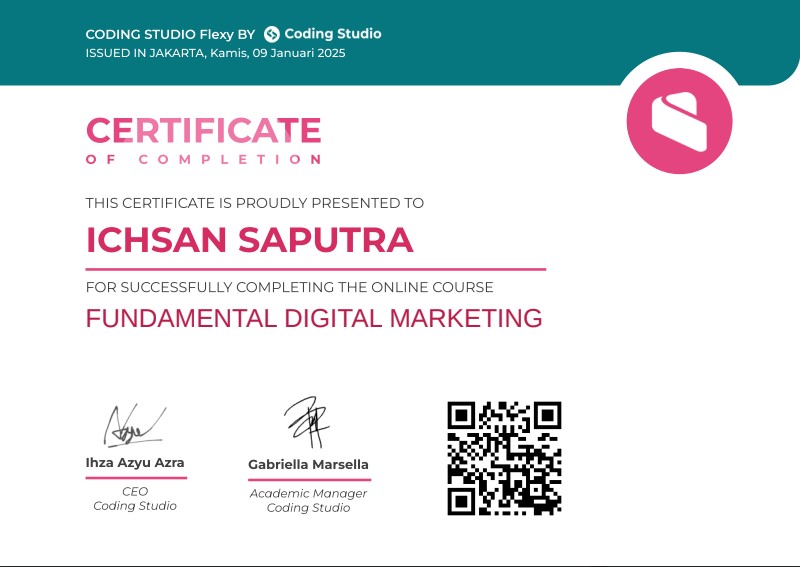 CODING STUDIO Flexy BY Coding Studio
ISSUED IN JAKARTA, Kamis, 09 Januari 2025
CERTIFICATE
OF COMPLETION
THIS CERTIFICATE IS PROUDLY PRESENTED TO
ICHSAN SAPUTRA
FOR SUCCESSFULLY COMPLETING THE ONLINE COURSE
FUNDAMENTAL DIGITAL MARKETING
Ihza Azyu Azra
CEO
Coding Studio
Gabriella Marsella
Academic Manager
Coding Studio